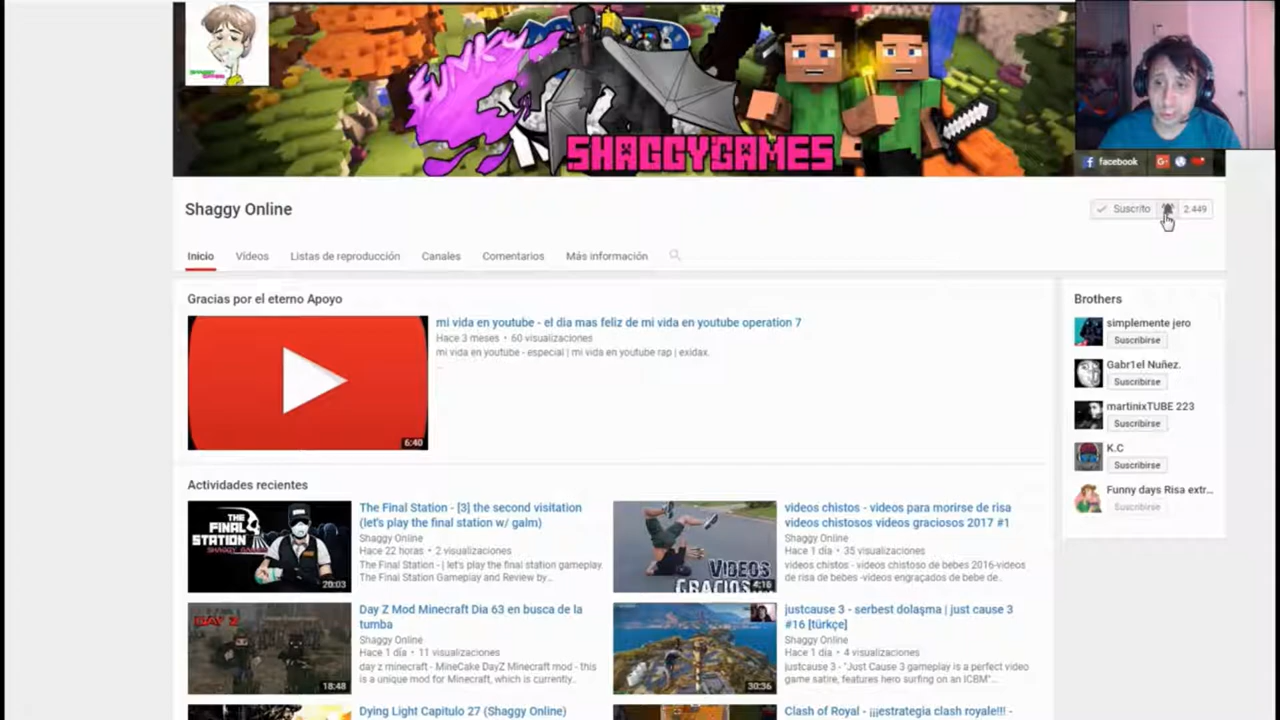 SHAGGYGAMES
facebook
Shaggy Online
Suscrito
2.449
Inicio
Vídeos
Listas de reproducción
Canales
Comentarios
Más información
Gracias por el eterno Apoyo
mi vida en youtube - el dia mas feliz de mi vida en youtube operation 7
Hace 3 meses • 60 visualizaciones
mi vida en youtube - especial | mi vida en youtube rap | exidax.
...
6:40
Brothers
simplemente jero
Suscribirse
Gabr1el Nuñez.
Suscribirse
martinixTUBE 223
Suscribirse
K.C
Suscribirse
Funny days Risa extr...
Suscribirse
Actividades recientes
THE FINAL STATION
20:03
The Final Station - [3] the second visitation
(let's play the final station w/ galm)
Shaggy Online
Hace 22 horas • 2 visualizaciones
The Final Station - | let's play the final station gameplay.
The Final Station Gameplay and Review by...
VIDEOS
GRACIOSOS
4:16
videos chistos - videos para morirse de risa
videos chistosos vídeos graciosos 2017 #1
Shaggy Online
Hace 1 día • 35 visualizaciones
videos chistos - videos chistoso de bebes 2016-videos
de risa de bebes -videos engraçados de bebe de..
DAY Z
18:48
Day Z Mod Minecraft Dia 63 en busca de la
tumba
Shaggy Online
Hace 1 día • 11 visualizaciones
day z minecraft - MineCake DayZ Minecraft mod - this
is a unique mod for Minecraft, which is currently..
30:36
justcause 3 - serbest dolaşma | just cause 3
#16 [türkçe]
Shaggy Online
Hace 1 día • 4 visualizaciones
justcause 3 - "Just Cause 3 gameplay is a perfect video
game satire, features hero surfing on an ICBM"...
Dying Light Capitulo 27 (Shaggy Online)
Clash of Royal - ¡¡¡estrategia clash royale!!! -